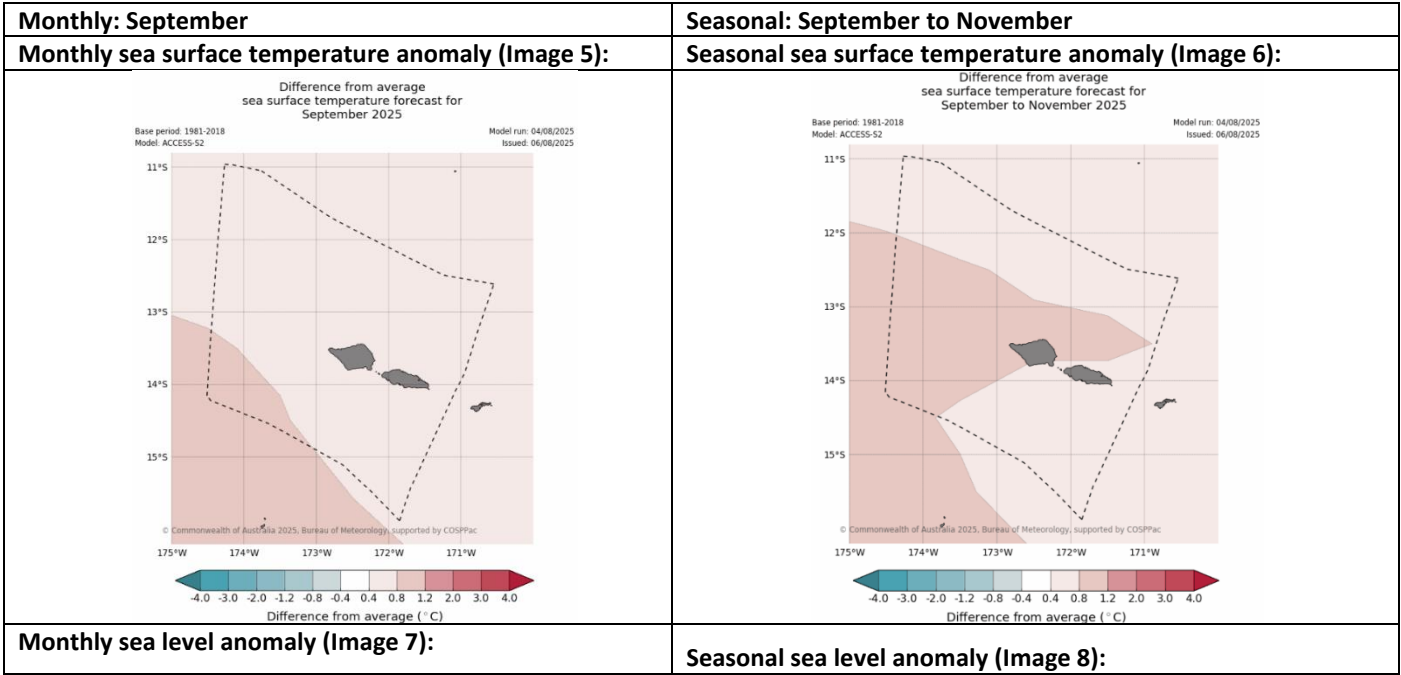 Monthly: September
Seasonal: September to November
Monthly sea surface temperature anomaly (Image 5):
Seasonal sea surface temperature anomaly (Image 6):
Difference from average
sea surface temperature forecast for
September 2025
Base period: 1981-2018
Model: ACCESS-S2
Model run: 04/08/2025
Issued: 06/08/2025
11°S
12°S
13°S
14°S
15°S
© Commonwealth of Australia 2025, Bureau of Meteorology, supported by COSPPac
175°W 174°W 173°W 172°W 171°W
-4.0 -3.0 -2.0 -1.2 -0.8 -0.4 0.4 0.8 1.2 2.0 3.0 4.0
Difference from average (°C)
Difference from average
sea surface temperature forecast for
September to November 2025
Base period: 1981-2018
Model: ACCESS-S2
Model run: 04/08/2025
Issued: 06/08/2025
11°S
12°S
13°S
14°S
15°S
© Commonwealth of Australia 2025, Bureau of Meteorology, supported by COSPPac
175°W 174°W 173°W 172°W 171°W
-4.0 -3.0 -2.0 -1.2 -0.8 -0.4 0.4 0.8 1.2 2.0 3.0 4.0
Difference from average (°C)
Monthly sea level anomaly (Image 7):
Seasonal sea level anomaly (Image 8):